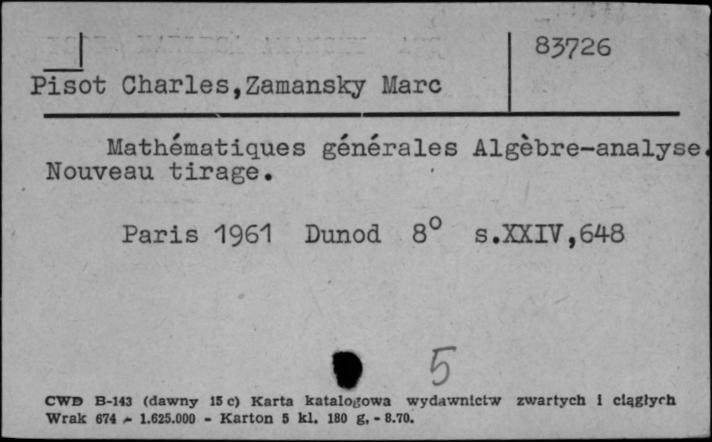 83726
Pisot Charles,Zamansky Marc
Mathématiques générales Algèbre-analyse.
Nouveau tirage.
Paris 1961 Dunod 8° s.XXIV,648
5
CWD B-143 (dawny 15 c) Karta katalogowa wydawnictw zwartych i ciągłych
Wrak 674 - 1.625.000 - Karton 5 kl. 180 g. - 8.70.